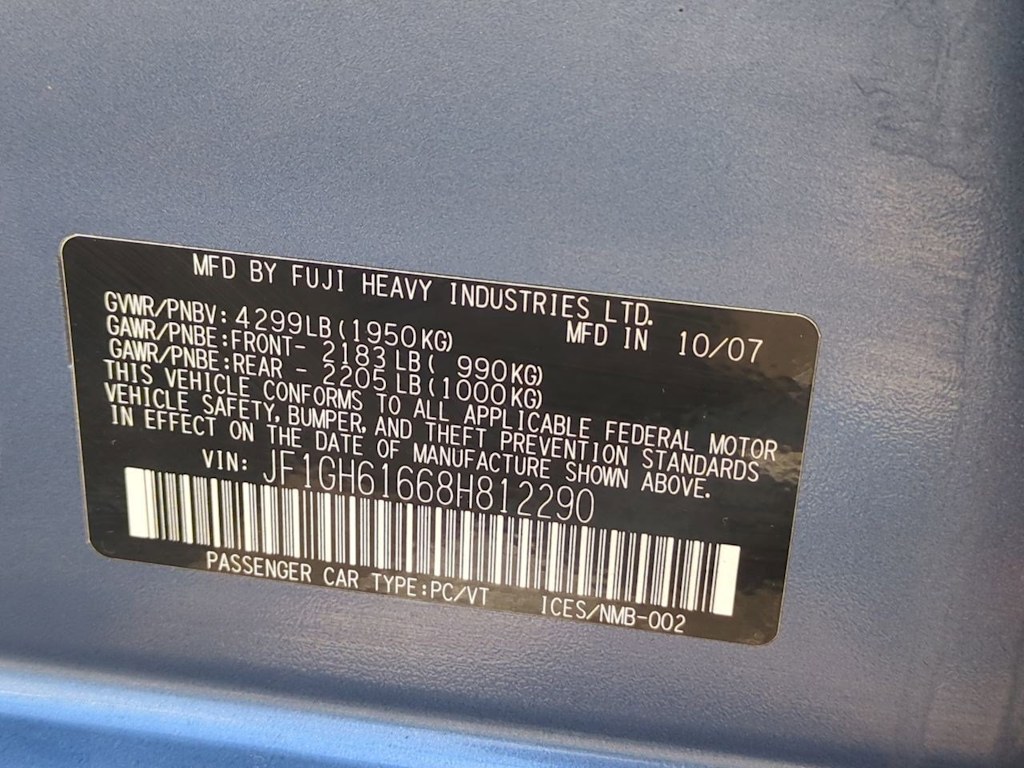 MFD BY FUJI HEAVY INDUSTRIES LTD.
GVWR/PNBV: 4299LB(1950KG) MFD IN 10/07
GAWR/PNBE:FRONT- 2183LB( 990KG)
GAWR/PNBE:REAR - 2205LB(1000KG)
THIS VEHICLE CONFORMS TO ALL APPLICABLE FEDERAL MOTOR
VEHICLE SAFETY,BUMPER, AND THEFT PREVENTION STANDARDS
IN EFFECT ON THE DATE OF MANUFACTURE SHOWN ABOVE.
VIN: JF1GH61668H812290
PASSENGER CAR TYPE:PC/VT ICES/NMB-002